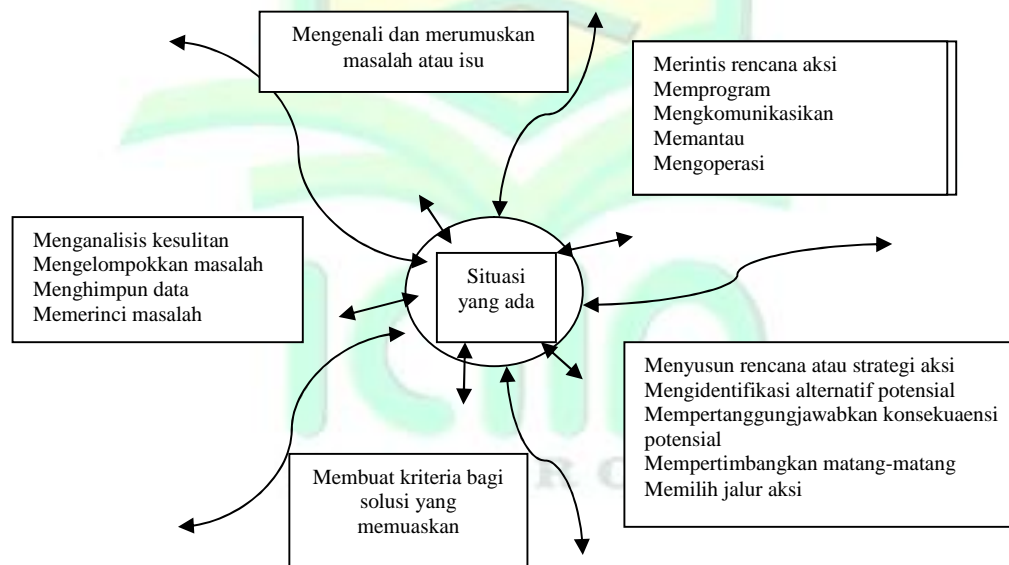 Mengenali dan merumuskan
masalah atau isu
Merintis rencana aksi
Memprogram
Mengkomunikasikan
Memantau
Mengoperasi
Menganalisis kesulitan
Mengelompokkan masalah
Menghimpun data
Memerinci masalah
Situasi
yang ada
Menyusun rencana atau strategi aksi
Mengidentifikasi alternatif potensial
Mempertanggungjawabkan konsekuaensi
potensial
Mempertimbangkan matang-matang
Memilih jalur aksi
Membuat kriteria bagi
solusi yang
memuaskan